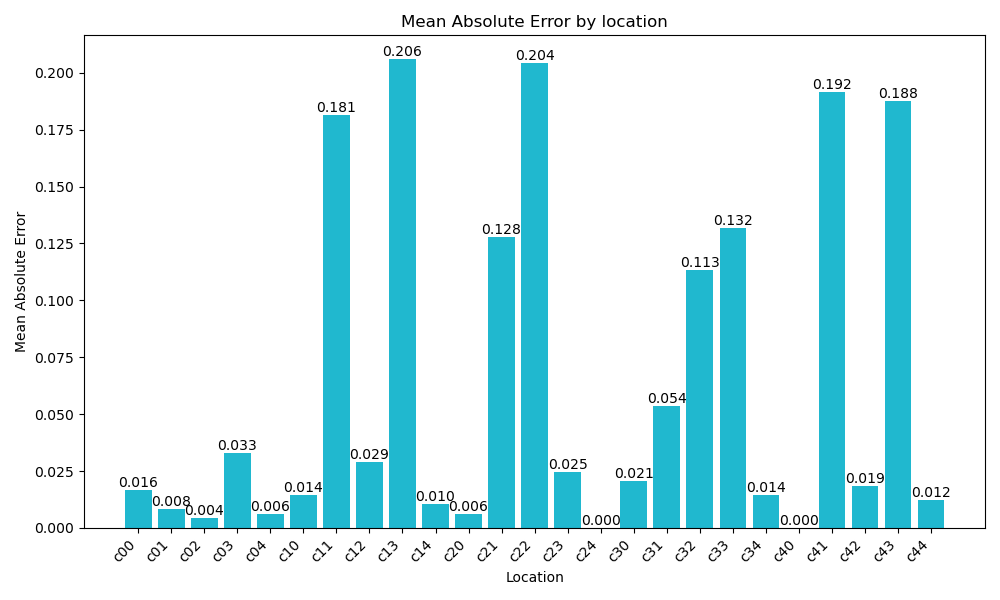 Mean Absolute Error by location
Mean Absolute Error
0.200
0.175
0.150
0.125
0.100
0.075
0.050
0.025
0.000
0.016
0.008
0.004
0.033
0.006
0.014
0.181
0.029
0.206
0.010
0.006
0.128
0.204
0.025
0.000
0.021
0.054
0.113
0.132
0.014
0.000
0.192
0.019
0.188
0.012
c00
c01
c02
c03
c04
c10
c11
c12
c13
c14
c20
c21
c22
c23
c24
c30
c31
c32
c33
c34
c40
c41
c42
c43
c44
Location